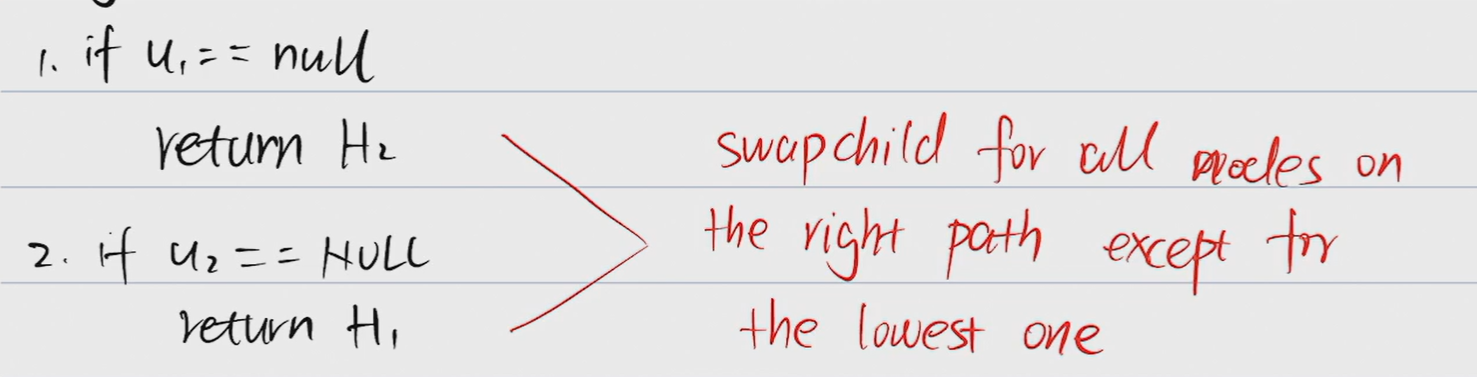 1. if u₁ == null
return H₂
swapchild for all nodes on
the right path except for
the lowest one
2. if u₂ == NULL
return H₁